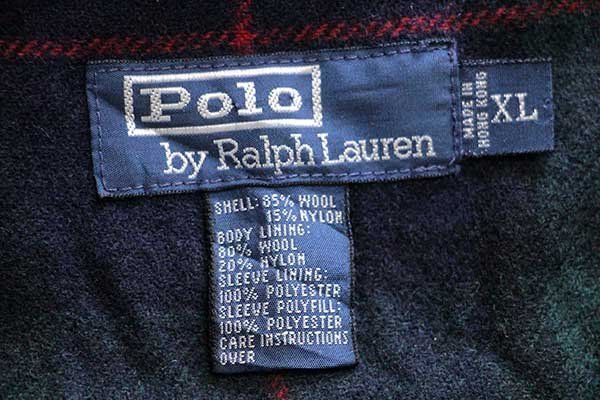 Polo
by Ralph Lauren
MADE IN
HONG KONG
XL
SHELL: 85% WOOL
15% NYLON
BODY LINING:
80% WOOL
20% NYLON
SLEEVE LINING:
100% POLYESTER
SLEEVE POLYFILL:
100% POLYESTER
CARE INSTRUCTIONS
OVER